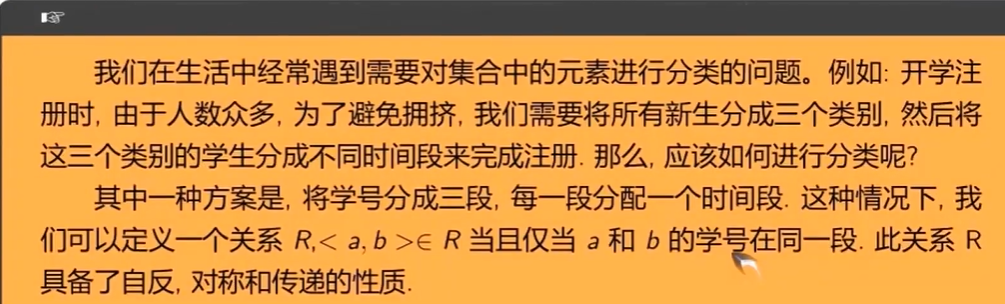 我们在生活中经常遇到需要对集合中的元素进行分类的问题。例如: 开学注
册时, 由于人数众多, 为了避免拥挤, 我们需要将所有新生分成三个类别, 然后将
这三个类别的学生分成不同时间段来完成注册. 那么, 应该如何进行分类呢?
其中一种方案是, 将学号分成三段, 每一段分配一个时间段. 这种情况下, 我
们可以定义一个关系 R,< a, b >∈ R 当且仅当 a 和 b 的学号在同一段. 此关系 R
具备了自反, 对称和传递的性质.